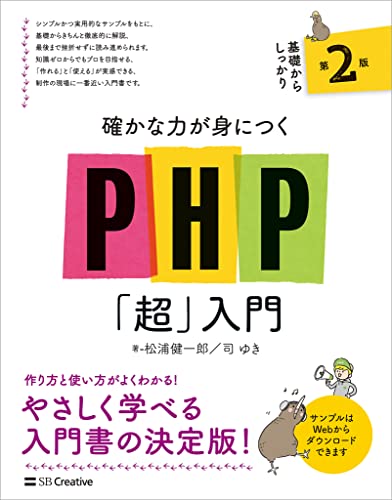 シンプルかつ実用的なサンプルをもとに、
基礎からきちんと徹底的に解説、
最後まで挫折せずに読み進められます。
知識ゼロからでもプロを目指せる、
「作れる」と「使える」が実感できる、
制作の現場に一番近い入門書です。
基礎から
しっかり
第2版
確かな力が身につく
PHP
「超」入門
著-松浦健一郎／司 ゆき
作り方と使い方がよくわかる！
やさしく学べる
入門書の決定版！
サンプルは
Webから
ダウンロード
できます
SB Creative